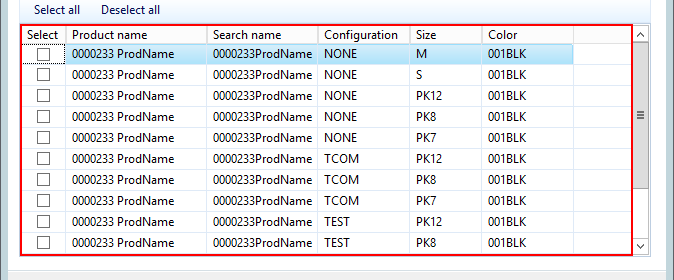 Select all Deselect all
Select Product name Search name Configuration Size Color
0000233 ProdName 0000233ProdName NONE M 001BLK
0000233 ProdName 0000233ProdName NONE S 001BLK
0000233 ProdName 0000233ProdName NONE PK12 001BLK
0000233 ProdName 0000233ProdName NONE PK8 001BLK
0000233 ProdName 0000233ProdName NONE PK7 001BLK
0000233 ProdName 0000233ProdName TCOM PK12 001BLK
0000233 ProdName 0000233ProdName TCOM PK8 001BLK
0000233 ProdName 0000233ProdName TCOM PK7 001BLK
0000233 ProdName 0000233ProdName TEST PK12 001BLK
0000233 ProdName 0000233ProdName TEST PK8 001BLK